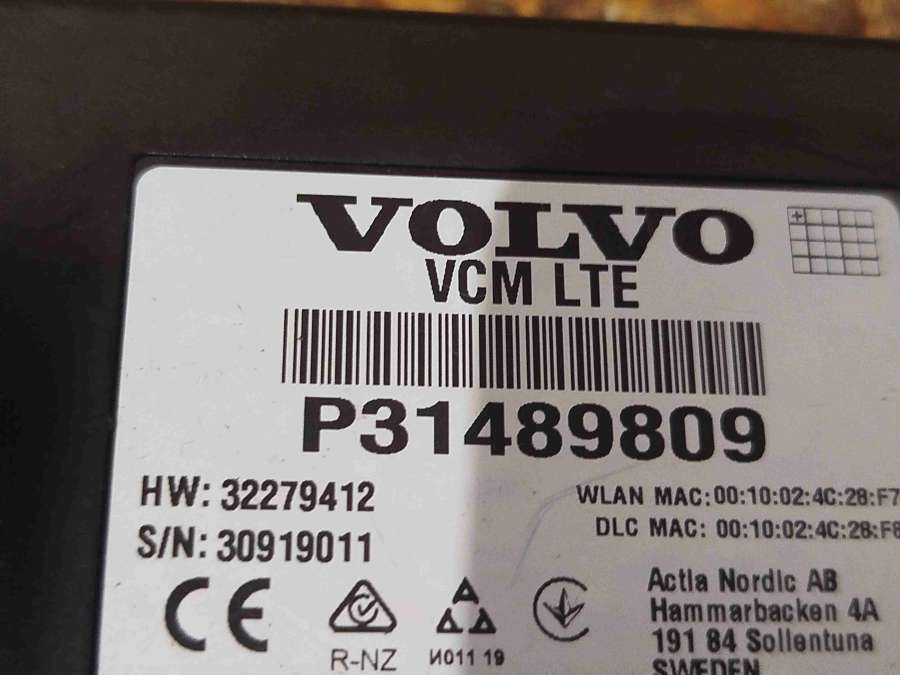 VOLVO
VCM LTE
P31489809
HW: 32279412
S/N: 30919011
WLAN MAC: 00:10:02:4C:28:F7
DLC MAC: 00:10:02:4C:28:F8
CE
R-NZ
И011 19
Actia Nordic AB
Hammarbacken 4A
191 84 Sollentuna
SWEDEN